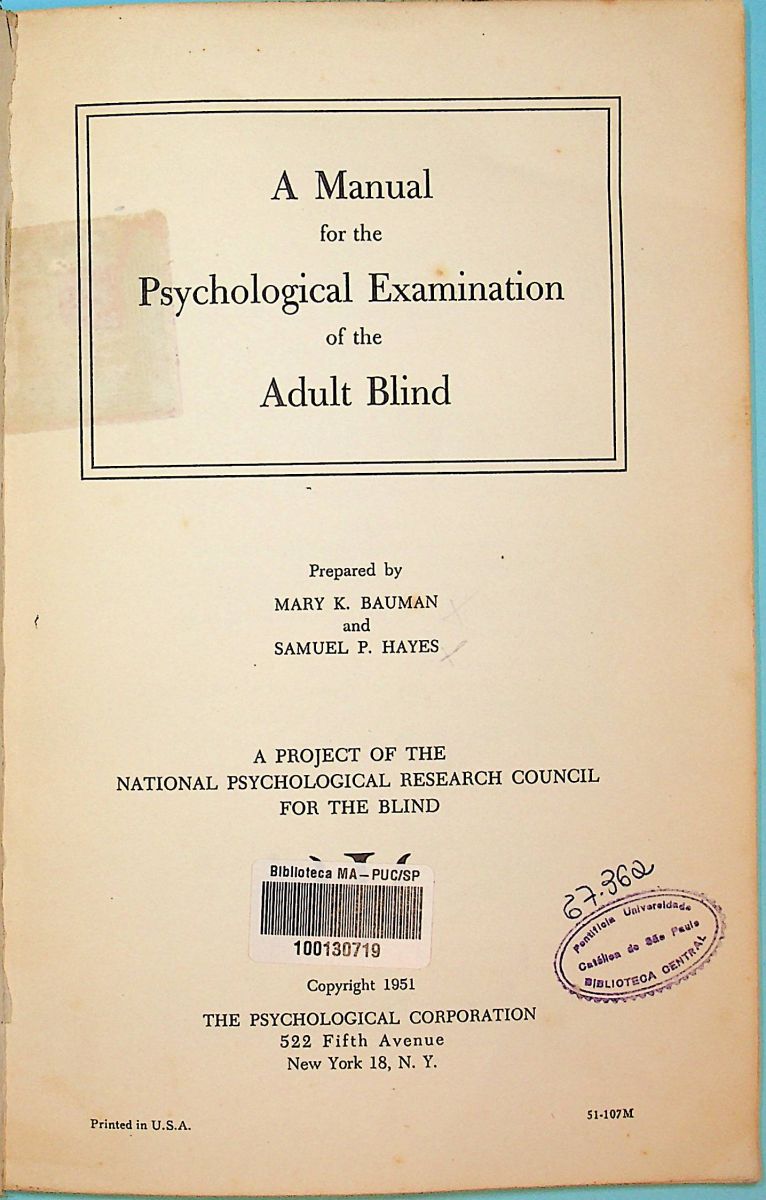 A Manual
for the
Psychological Examination
of the
Adult Blind
Prepared by
MARY K. BAUMAN
and
SAMUEL P. HAYES
A PROJECT OF THE
NATIONAL PSYCHOLOGICAL RESEARCH COUNCIL
FOR THE BLIND
Biblioteca MA-PUC/SP
100130719
67.362
Pontifícia Universidade
Católica de São Paulo
BIBLIOTECA CENTRAL
Copyright 1951
THE PSYCHOLOGICAL CORPORATION
522 Fifth Avenue
New York 18, N. Y.
Printed in U.S.A.
51-107M